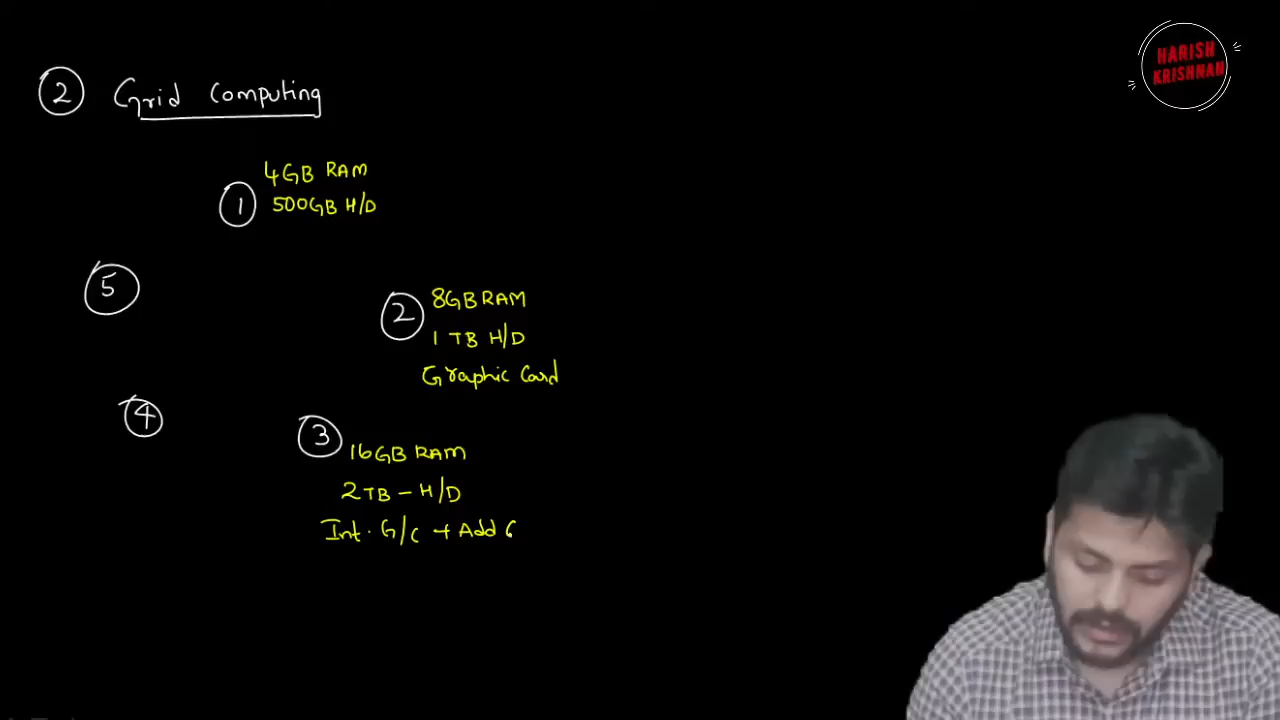 2 Grid Computing
HARISH
KRISHNAN
4GB RAM
1 500GB H/D
5
2 8GB RAM
1 TB H/D
Graphic Card
4
3 16GB RAM
2TB - H/D
Int. G/C + Add